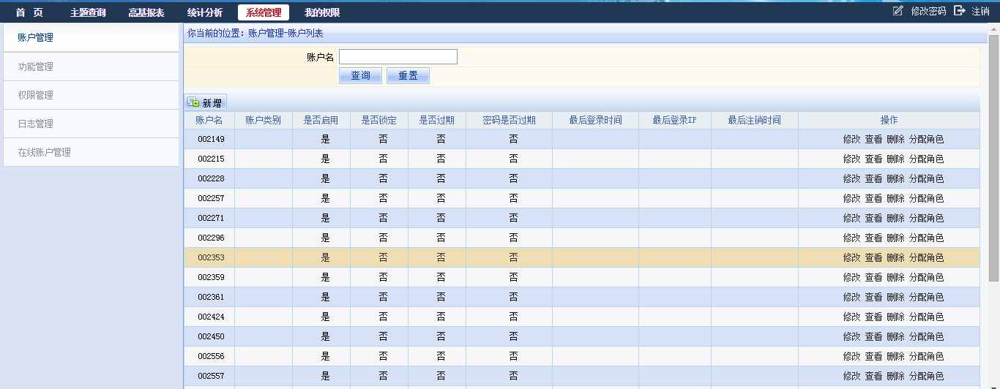 首 页 主题查询 高基报表 统计分析 系统管理 我的权限 修改密码 注销
账户管理
功能管理
权限管理
日志管理
在线账户管理
你当前的位置：账户管理-账户列表
账户名
查询 重置
新增
账户名 账户类别 是否启用 是否锁定 是否过期 密码是否过期 最后登录时间 最后登录IP 最后注销时间 操作
002149 是 否 否 否 修改 查看 删除 分配角色
002215 是 否 否 否 修改 查看 删除 分配角色
002228 是 否 否 否 修改 查看 删除 分配角色
002257 是 否 否 否 修改 查看 删除 分配角色
002271 是 否 否 否 修改 查看 删除 分配角色
002296 是 否 否 否 修改 查看 删除 分配角色
002353 是 否 否 否 修改 查看 删除 分配角色
002359 是 否 否 否 修改 查看 删除 分配角色
002361 是 否 否 否 修改 查看 删除 分配角色
002424 是 否 否 否 修改 查看 删除 分配角色
002450 是 否 否 否 修改 查看 删除 分配角色
002556 是 否 否 否 修改 查看 删除 分配角色
002557 是 否 否 否 修改 查看 删除 分配角色